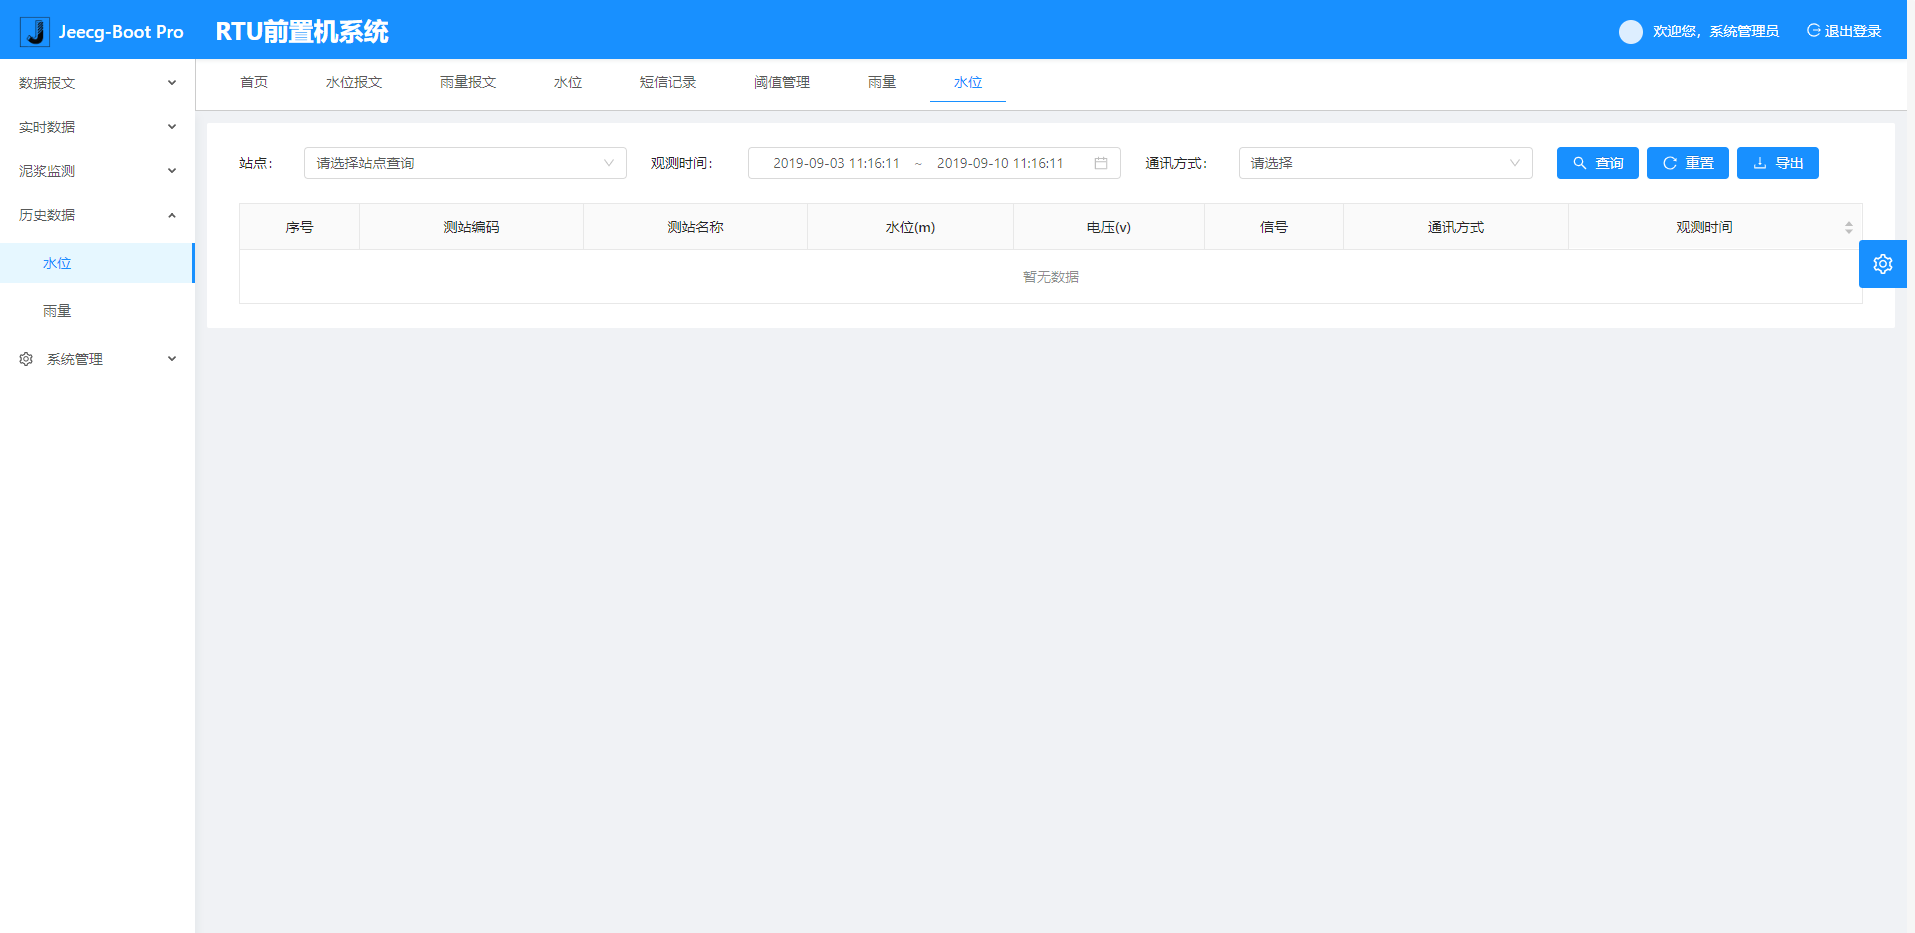 Jeecg-Boot Pro
RTU前置机系统
欢迎您，系统管理员
退出登录
数据报文
实时数据
泥浆监测
历史数据
水位
雨量
系统管理
首页 水位报文 雨量报文 水位 短信记录 阈值管理 雨量 水位
站点： 请选择站点查询 观测时间： 2019-09-03 11:16:11 ~ 2019-09-10 11:16:11 通讯方式： 请选择 查询 重置 导出
序号 测站编码 测站名称 水位(m) 电压(v) 信号 通讯方式 观测时间
暂无数据